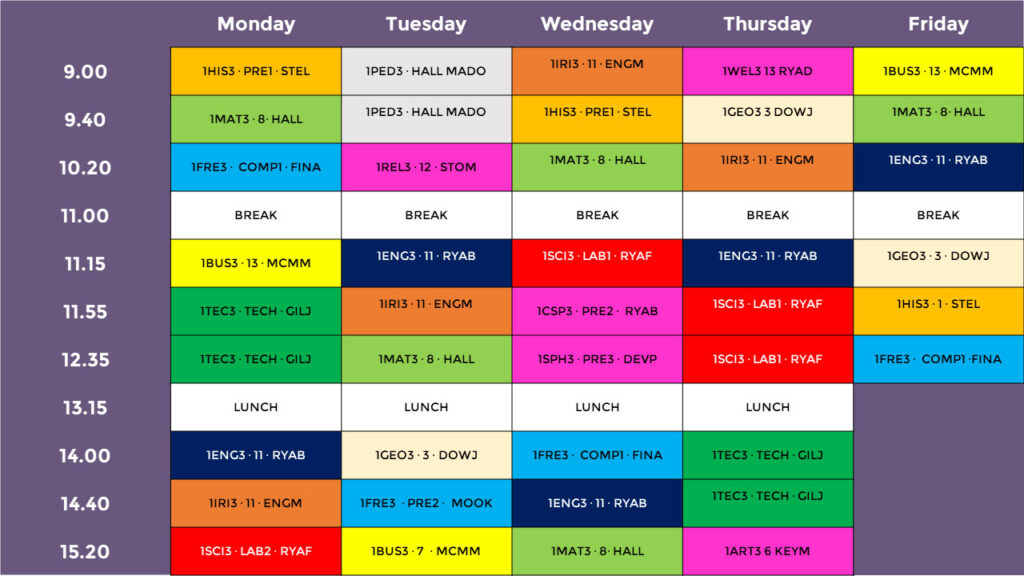 Monday Tuesday Wednesday Thursday Friday
9.00 1HIS3 · PRE1 · STEL 1PED3 · HALL MADO 1IRI3 · 11 · ENGM 1WEL3 13 RYAD 1BUS3 · 13 · MCMM
9.40 1MAT3 · 8 · HALL 1PED3 · HALL MADO 1HIS3 · PRE1 · STEL 1GEO3 3 DOWJ 1MAT3 · 8 · HALL
10.20 1FRE3 · COMP1 · FINA 1REL3 · 12 · STOM 1MAT3 · 8 · HALL 1IRI3 · 11 · ENGM 1ENG3 · 11 · RYAB
11.00 BREAK BREAK BREAK BREAK BREAK
11.15 1BUS3 · 13 · MCMM 1ENG3 · 11 · RYAB 1SCI3 · LAB1 · RYAF 1ENG3 · 11 · RYAB 1GEO3 · 3 · DOWJ
11.55 1TEC3 · TECH · GILJ 1IRI3 · 11 · ENGM 1CSP3 · PRE2 · RYAB 1SCI3 · LAB1 · RYAF 1HIS3 · 1 · STEL
12.35 1TEC3 · TECH · GILJ 1MAT3 · 8 · HALL 1SPH3 · PRE3 · DEVP 1SCI3 · LAB1 · RYAF 1FRE3 · COMP1 · FINA
13.15 LUNCH LUNCH LUNCH LUNCH
14.00 1ENG3 · 11 · RYAB 1GEO3 · 3 · DOWJ 1FRE3 · COMP1 · FINA 1TEC3 · TECH · GILJ
14.40 1IRI3 · 11 · ENGM 1FRE3 · PRE2 · MOOK 1ENG3 · 11 · RYAB 1TEC3 · TECH · GILJ
15.20 1SCI3 · LAB2 · RYAF 1BUS3 · 7 · MCMM 1MAT3 · 8 · HALL 1ART3 6 KEYM